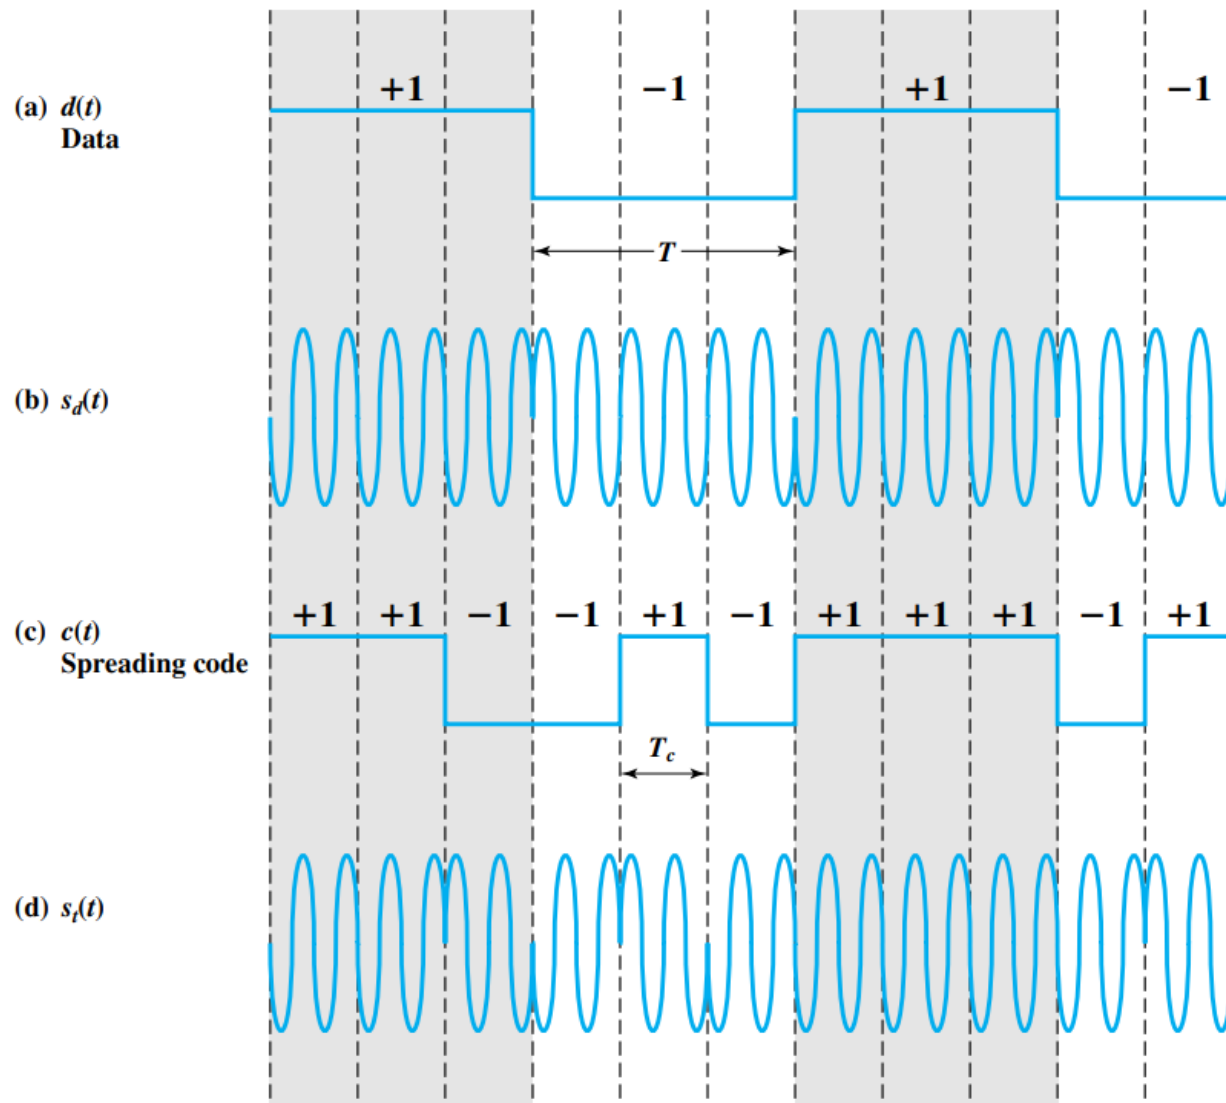 +1 −1 +1 −1
(a) d(t)
Data
T
(b) s_d(t)
+1 +1 −1 −1 +1 −1 +1 +1 +1 −1 +1
(c) c(t)
Spreading code
T_c
(d) s_t(t)